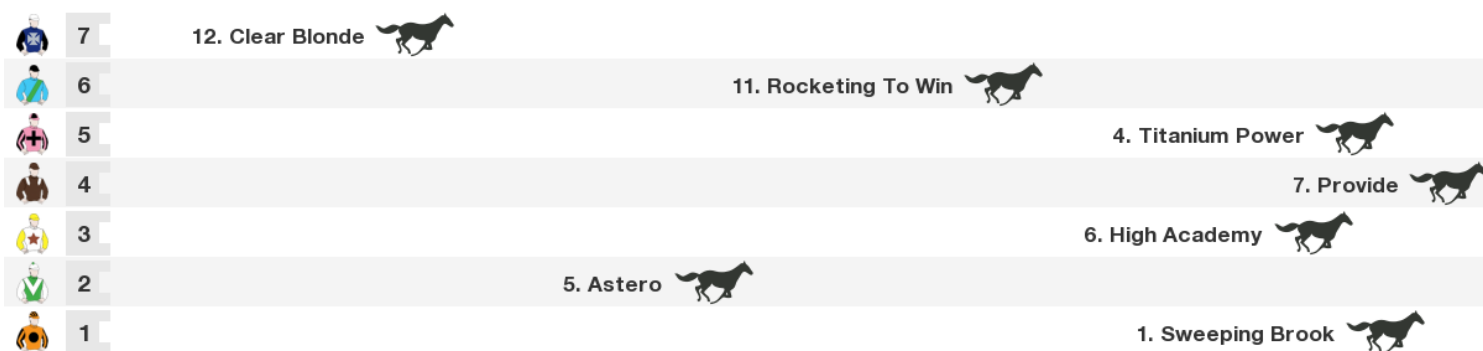 7 12. Clear Blonde
6 11. Rocketing To Win
5 4. Titanium Power
4 7. Provide
3 6. High Academy
2 5. Astero
1 1. Sweeping Brook